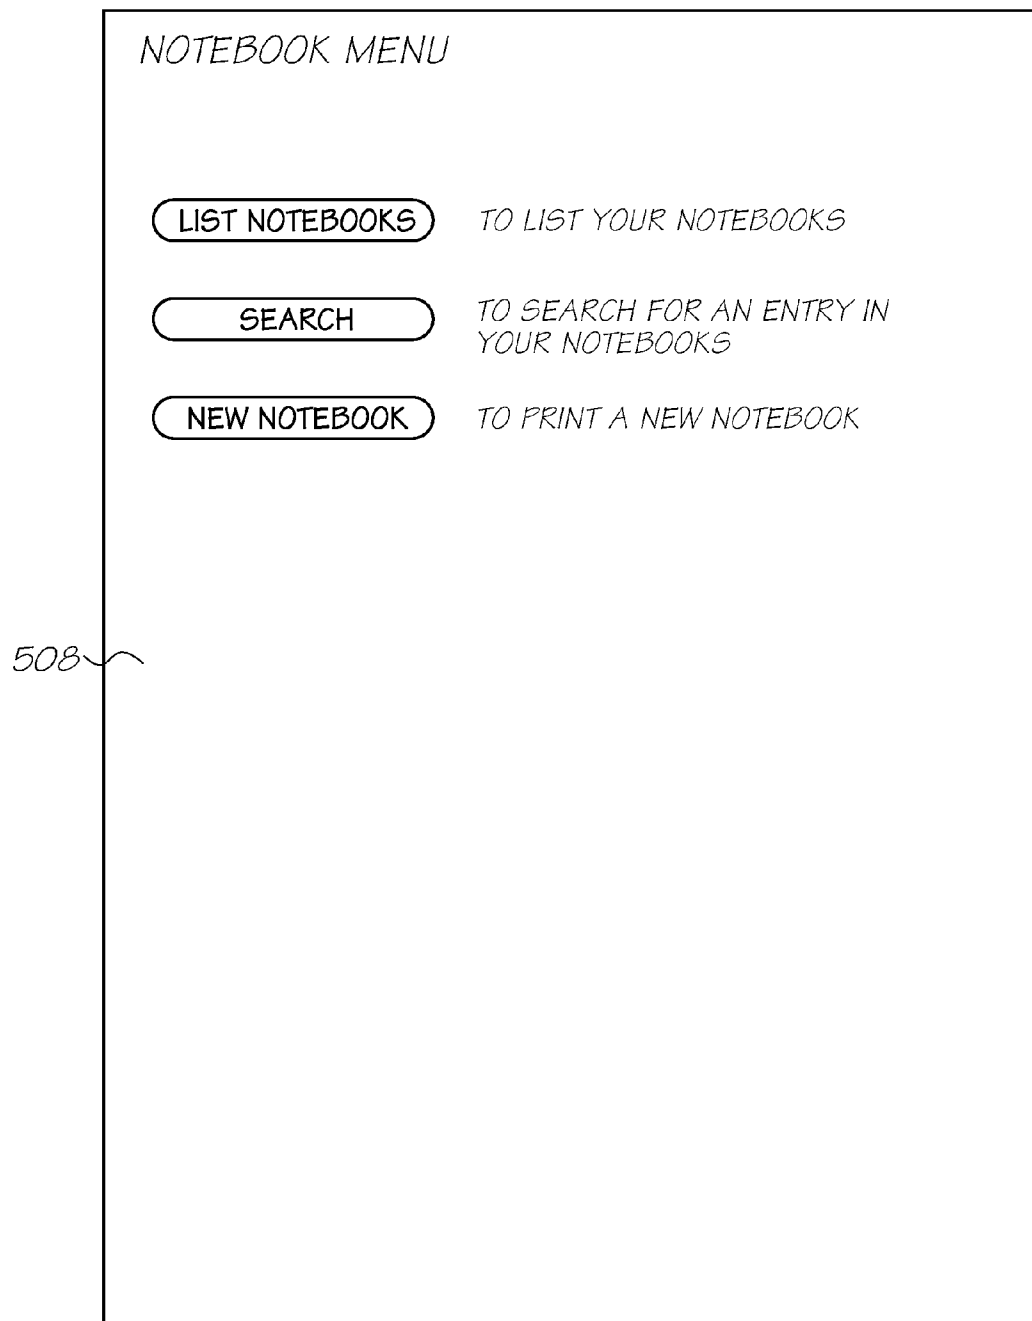 NOTEBOOK MENU
LIST NOTEBOOKS TO LIST YOUR NOTEBOOKS
SEARCH TO SEARCH FOR AN ENTRY IN
YOUR NOTEBOOKS
NEW NOTEBOOK TO PRINT A NEW NOTEBOOK
508